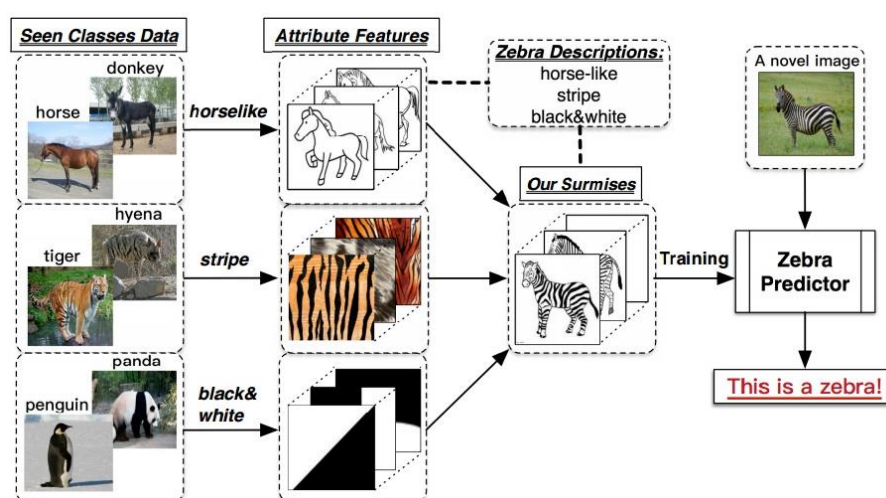 Seen Classes Data
Attribute Features
Zebra Descriptions:
horse-like
stripe
black&white
A novel image
donkey
horse
horselike
Our Surmises
hyena
tiger
stripe
Training
Zebra
Predictor
panda
penguin
black&
white
This is a zebra!